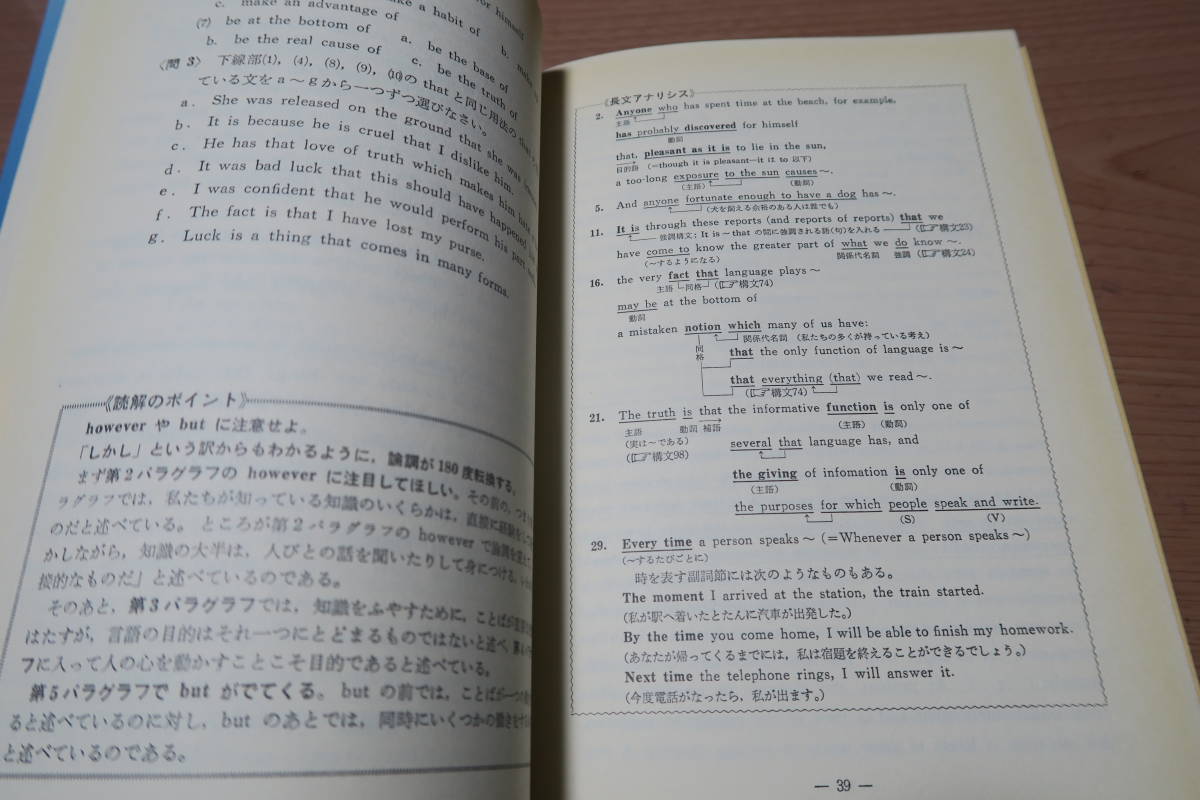 for himself
make a habit of
c. make an advantage of
b.
(7) be at the bottom of a. be the base of
b. be the real cause of c. be the truth of
〈問3〉 下線部(1), (4), (8), (9), (10)の that と同じ用法の
ている文を a～g から一つずつ選びなさい。
a. She was released on the ground that she was
b. It is because he is cruel that I dislike him.
c. He has that love of truth which makes him
d. It was bad luck that this should have happened
e. I was confident that he would perform his part
f. The fact is that I have lost my purse.
g. Luck is a thing that comes in many forms.
《読解のポイント》
however や but に注意せよ。
「しかし」という訳からもわかるように，論調が180度転換する。
まず第2パラグラフの however に注目してほしい。その前の，
ラグラフでは，私たちが知っている知識のいくらかは，直接に
のだと述べている。ところが第2パラグラフの however で論調を
かしながら，知識の大半は，人びとの話を聞いたりして身につける，
接的なものだ」と述べているのである。
そのあと，第3パラグラフでは，知識をふやすために，ことばが
はたすが，言語の目的はそれ一つにとどまるものではないと述べ，
フに入って人の心を動かすことこそ目的であると述べている。
第5パラグラフで but がでてくる。but の前では，ことばが一つの
ると述べているのに対し，but のあとでは，同時にいくつかの働きを
と述べているのである。
《長文アナリシス》
2. Anyone who has spent time at the beach, for example,
主語
has probably discovered for himself
動詞
that, pleasant as it is to lie in the sun,
目的語 (=though it is pleasant—it は to 以下)
a too-long exposure to the sun causes～.
(主語) (動詞)
5. And anyone fortunate enough to have a dog has～.
(犬を飼える余裕のある人は誰でも)
11. It is through these reports (and reports of reports) that we
強調構文：It is～that の間に強調される語(句)を入れる (☞構文23)
have come to know the greater part of what we do know～.
(～するようになる) 関係代名詞 強調 (☞構文24)
16. the very fact that language plays～
主語 同格 (☞構文74)
may be at the bottom of
動詞
a mistaken notion which many of us have:
関係代名詞 (私たちの多くが持っている考え)
同格
that the only function of language is～
that everything (that) we read～.
(☞構文74)
21. The truth is that the informative function is only one of
主語 動詞 補語 (主語) (動詞)
(実は～である)
(☞構文98)
several that language has, and
the giving of infomation is only one of
(主語) (動詞)
the purposes for which people speak and write.
(S) (V)
29. Every time a person speaks～(=Whenever a person speaks～)
(～するたびごとに)
時を表す副詞節には次のようなものもある。
The moment I arrived at the station, the train started.
(私が駅へ着いたとたんに汽車が出発した。)
By the time you come home, I will be able to finish my homework.
(あなたが帰ってくるまでには，私は宿題を終えることができるでしょう。)
Next time the telephone rings, I will answer it.
(今度電話がなったら，私が出ます。)
— 39 —